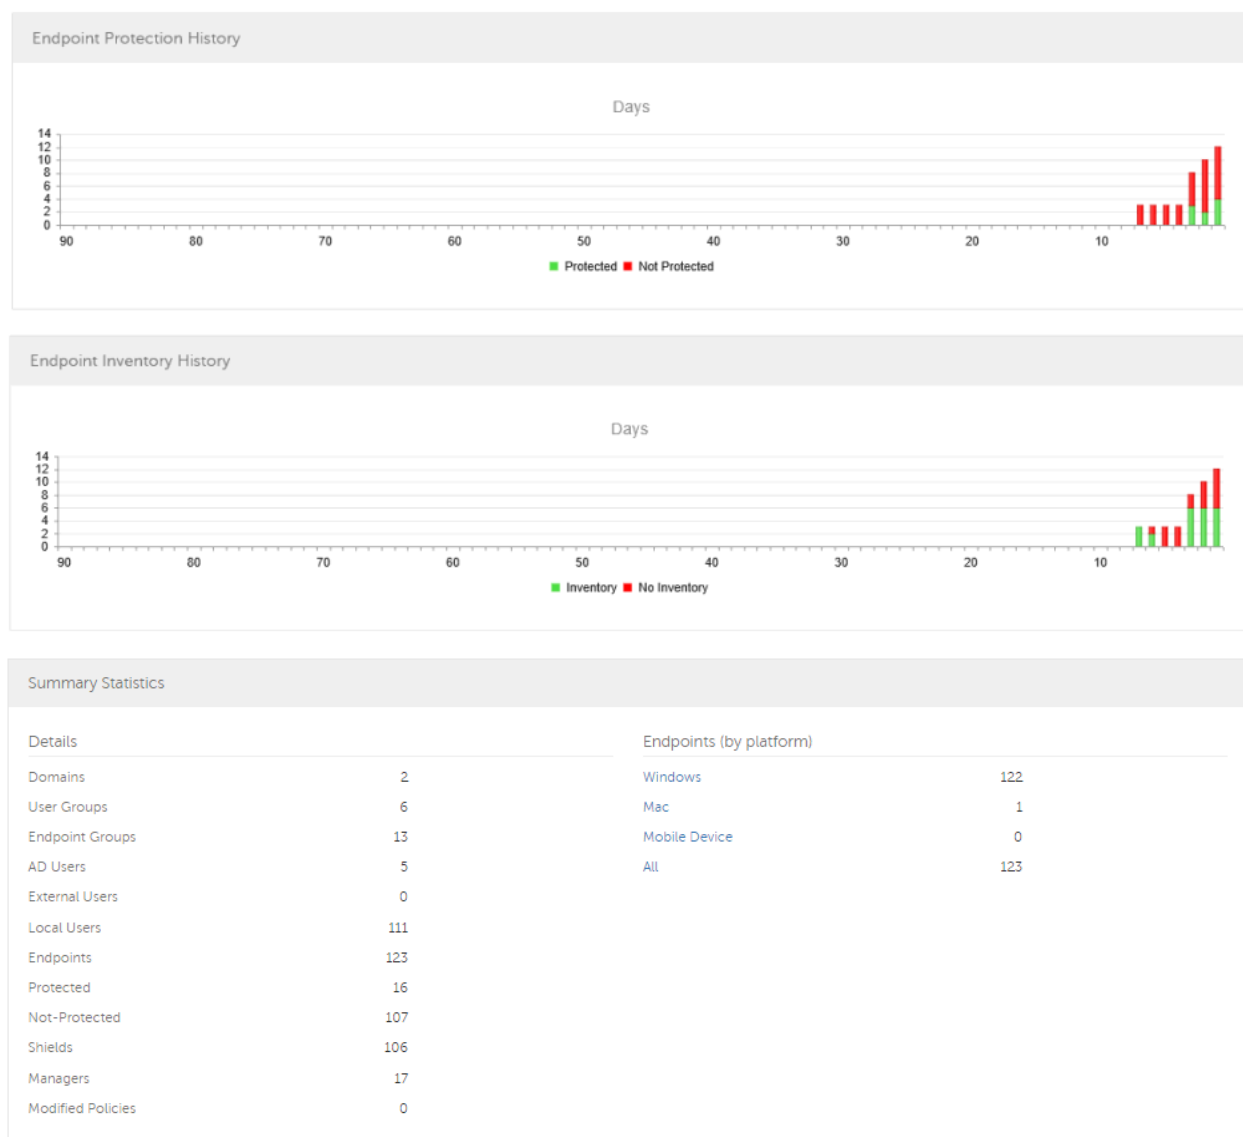 Endpoint Protection History
Days
14
12
10
8
6
4
2
0
90 80 70 60 50 40 30 20 10
Protected Not Protected
Endpoint Inventory History
Days
14
12
10
8
6
4
2
0
90 80 70 60 50 40 30 20 10
Inventory No Inventory
Summary Statistics
Details Endpoints (by platform)
Domains 2 Windows 122
User Groups 6 Mac 1
Endpoint Groups 13 Mobile Device 0
AD Users 5 All 123
External Users 0
Local Users 111
Endpoints 123
Protected 16
Not-Protected 107
Shields 106
Managers 17
Modified Policies 0